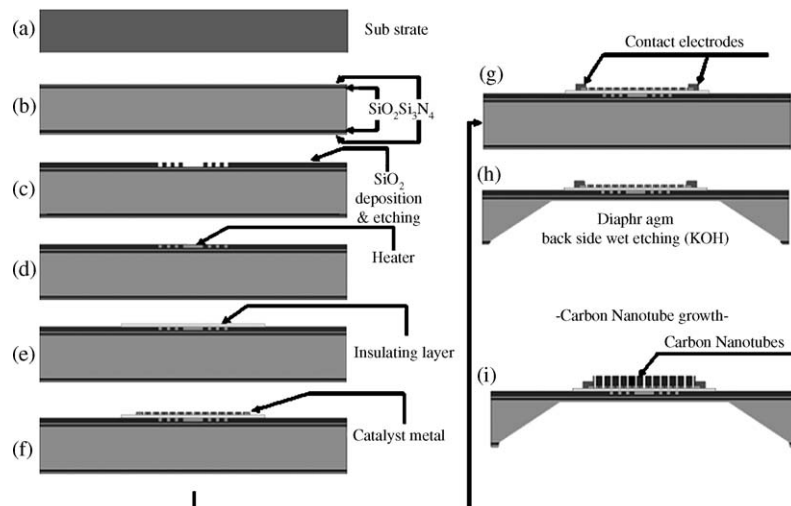 (a)
Sub strate
(b)
SiO2Si3N4
(c)
SiO2
deposition
& etching
(d)
Heater
(e)
Insulating layer
(f)
Catalyst metal
Contact electrodes
(g)
(h)
Diaphr agm
back side wet etching (KOH)
-Carbon Nanotube growth-
Carbon Nanotubes
(i)